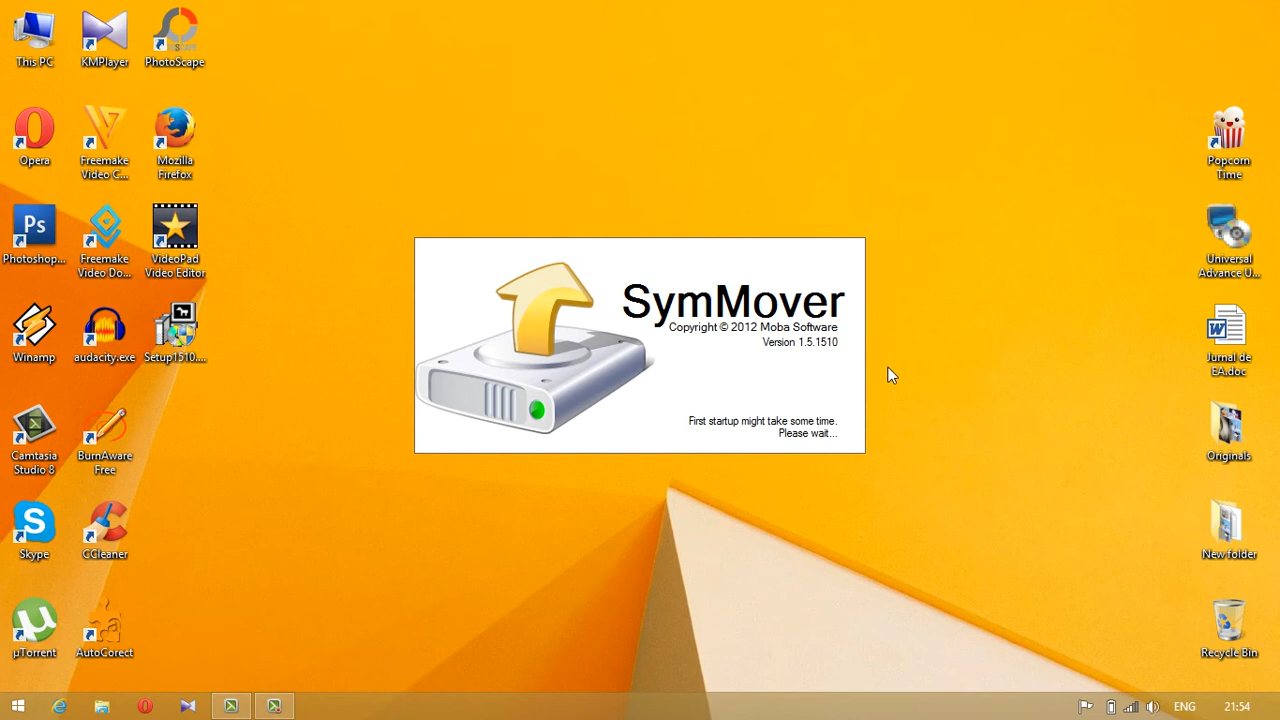 This PC
KMPlayer
PhotoScape
Opera
Freemake
Video C...
Mozilla
Firefox
Popcorn
Time
Ps
Photoshop...
Freemake
Video Do...
VideoPad
Video Editor
Universal
Advance U...
Winamp
audacity.exe
Setup1510....
Jurnal de
EA.doc
SymMover
Copyright © 2012 Moba Software
Version 1.5.1510
First startup might take some time.
Please wait...
Camtasia
Studio 8
BurnAware
Free
Originals
Skype
CCleaner
New folder
µTorrent
AutoCorect
Recycle Bin
ENG
21:54